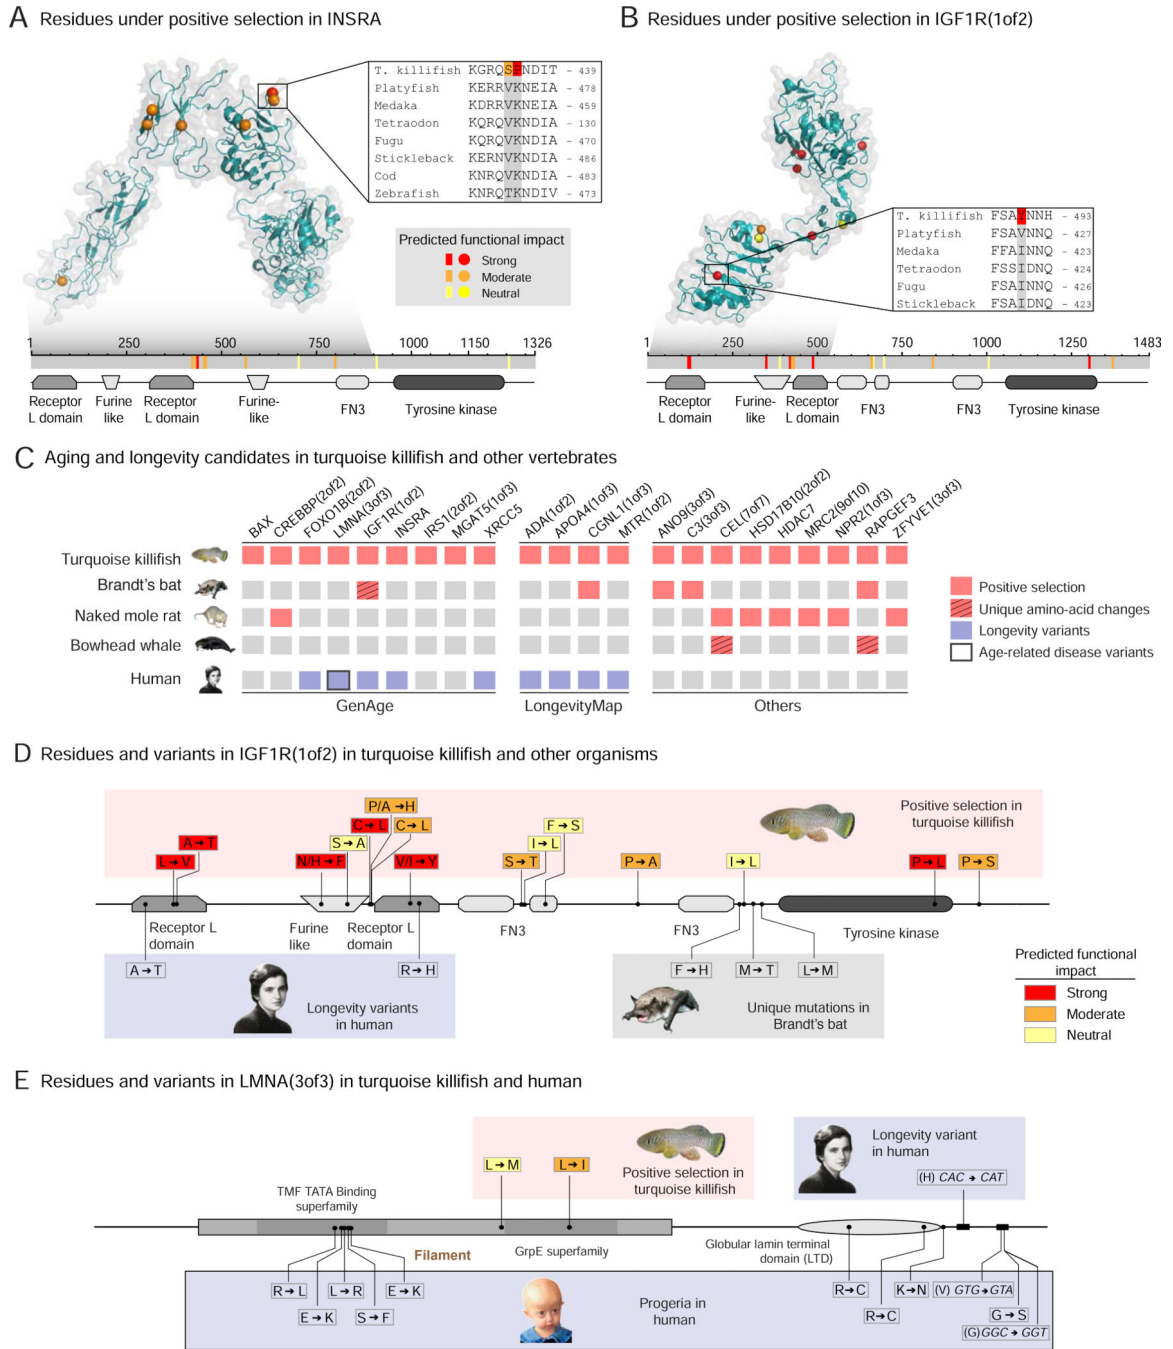 A Residues under positive selection in INSRA
T. killifish KGRQSPNDIT - 439
Platyfish KERRVKNEIA - 478
Medaka KDRRVKNEIA - 459
Tetraodon KQRQVKNDIA - 130
Fugu KQRQVKNDIA - 470
Stickleback KERNVKNDIA - 486
Cod KNRQVKNDIA - 483
Zebrafish KNRQTKNDIV - 473
Predicted functional impact
Strong
Moderate
Neutral
1 250 500 750 1000 1150 1326
Receptor L domain
Furine like
Receptor L domain
Furine-like
FN3
Tyrosine kinase
B Residues under positive selection in IGF1R(1of2)
T. killifish FSAYNNH - 493
Platyfish FSAVNNQ - 427
Medaka FFAINNQ - 423
Tetraodon FSSIDNQ - 424
Fugu FSAINNQ - 426
Stickleback FSAIDNQ - 423
1 250 500 750 1000 1250 1483
Receptor L domain
Furine-like
Receptor L domain
FN3
FN3
Tyrosine kinase
C Aging and longevity candidates in turquoise killifish and other vertebrates
BAX CREBBP(2of2) FOXO1B(2of2) LMNA(3of3) IGF1R(1of2) INSRA IRS1(2of2) MGAT5(1of3) XRCC5 ADA(1of2) APOA4(1of3) CGNL1(1of3) MTR(1of2) ANO9(3of3) C3(3of3) CEL(7of7) HSD17B10(2of2) HDAC7 MRC2(9of10) NPR2(1of3) RAPGEF3 ZFYVE1(3of3)
Turquoise killifish
Brandt's bat
Naked mole rat
Bowhead whale
Human
GenAge LongevityMap Others
Positive selection
Unique amino-acid changes
Longevity variants
Age-related disease variants
D Residues and variants in IGF1R(1of2) in turquoise killifish and other organisms
Positive selection in
turquoise killifish
P/A➔H
C➔L C➔L F➔S
A➔T S➔A I➔L
L➔V N/H➔F V/I➔Y S➔T P➔A I➔L P➔L P➔S
Receptor L domain
Furine like
Receptor L domain
FN3
FN3
Tyrosine kinase
A➔T R➔H F➔H M➔T L➔M
Longevity variants
in human
Unique mutations in
Brandt's bat
Predicted functional
impact
Strong
Moderate
Neutral
E Residues and variants in LMNA(3of3) in turquoise killifish and human
L➔M L➔I
Positive selection in
turquoise killifish
Longevity variant
in human
(H) CAC ➔ CAT
TMF TATA Binding
superfamily
Filament
GrpE superfamily
Globular lamin terminal
domain (LTD)
R➔L L➔R E➔K R➔C K➔N (V) GTG➔GTA
E➔K S➔F R➔C G➔S
(G)GGC ➔ GGT
Progeria in
human